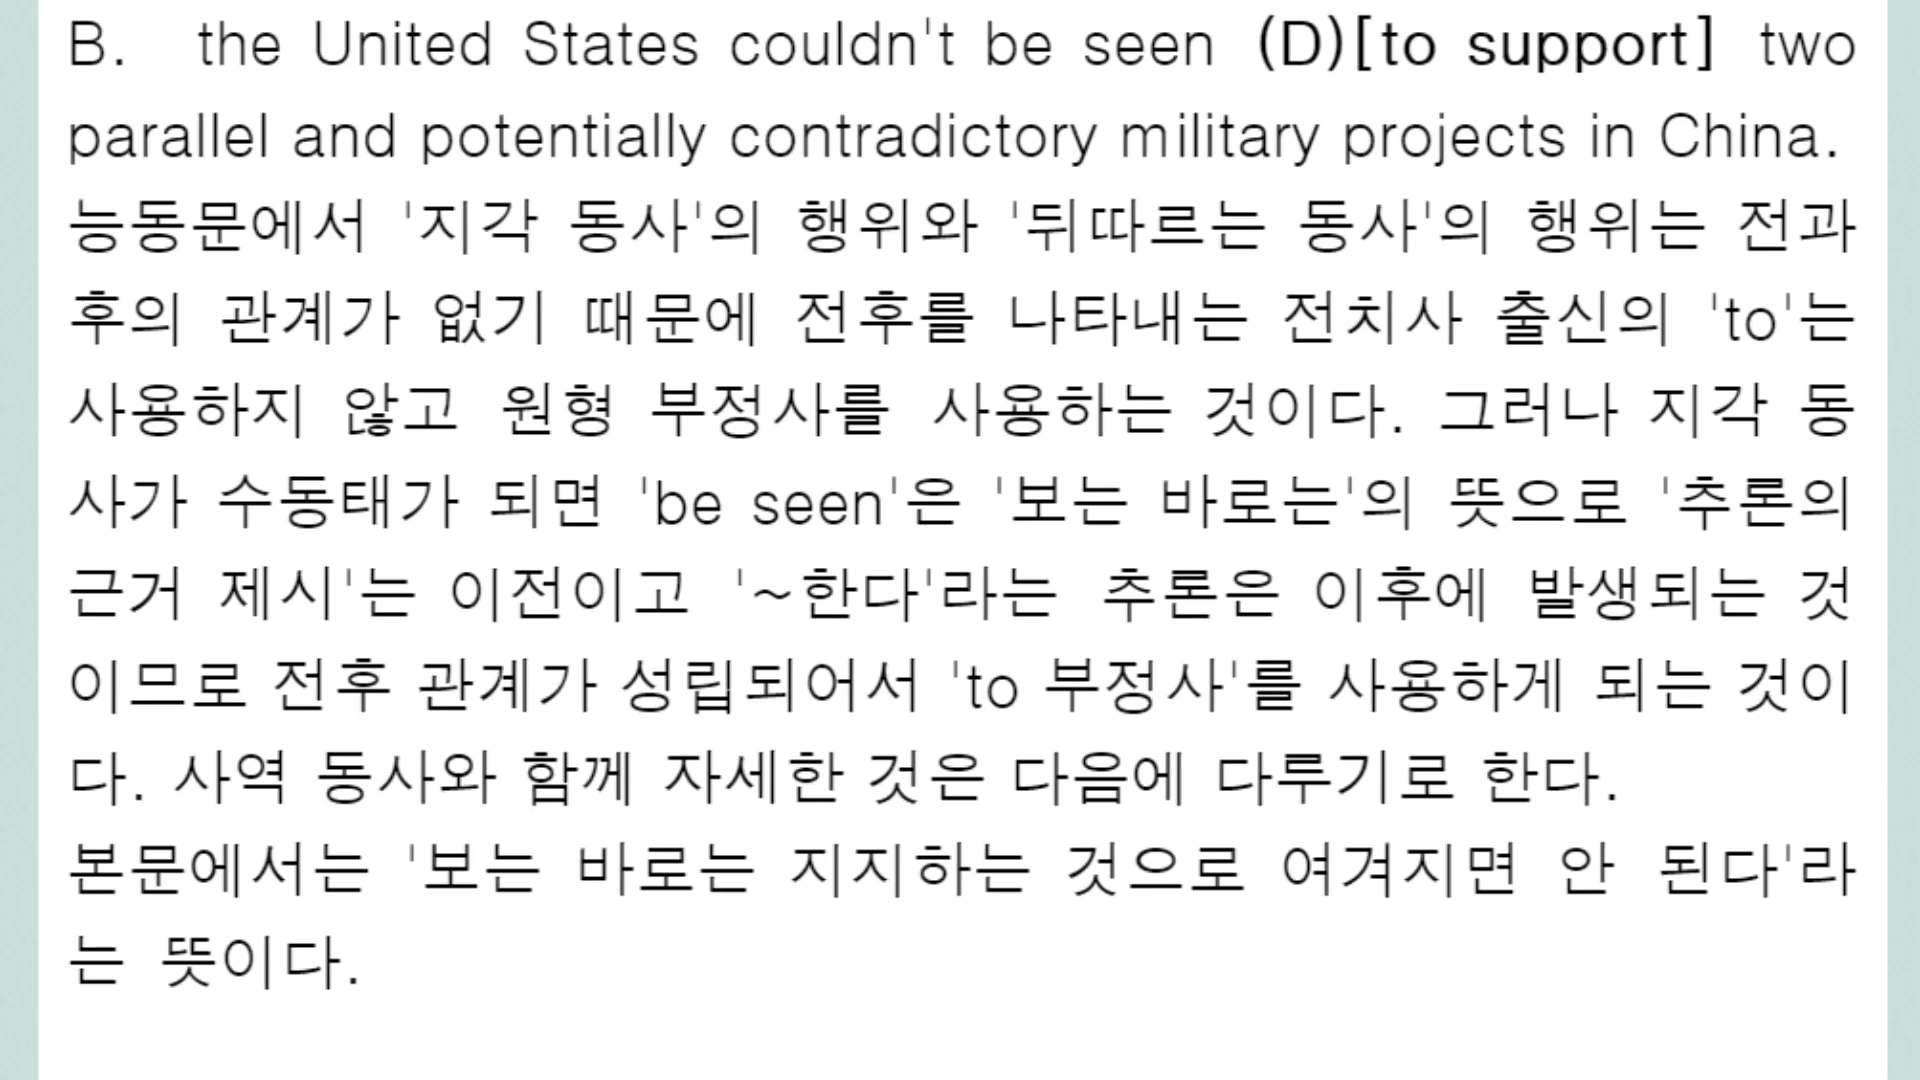 B. the United States couldn't be seen (D)[to support] two
parallel and potentially contradictory military projects in China.
능동문에서 '지각 동사'의 행위와 '뒤따르는 동사'의 행위는 전과
후의 관계가 없기 때문에 전후를 나타내는 전치사 출신의 'to'는
사용하지 않고 원형 부정사를 사용하는 것이다. 그러나 지각 동
사가 수동태가 되면 'be seen'은 '보는 바로는'의 뜻으로 '추론의
근거 제시'는 이전이고 '~한다'라는 추론은 이후에 발생되는 것
이므로 전후 관계가 성립되어서 'to 부정사'를 사용하게 되는 것이
다. 사역 동사와 함께 자세한 것은 다음에 다루기로 한다.
본문에서는 '보는 바로는 지지하는 것으로 여겨지면 안 된다'라
는 뜻이다.